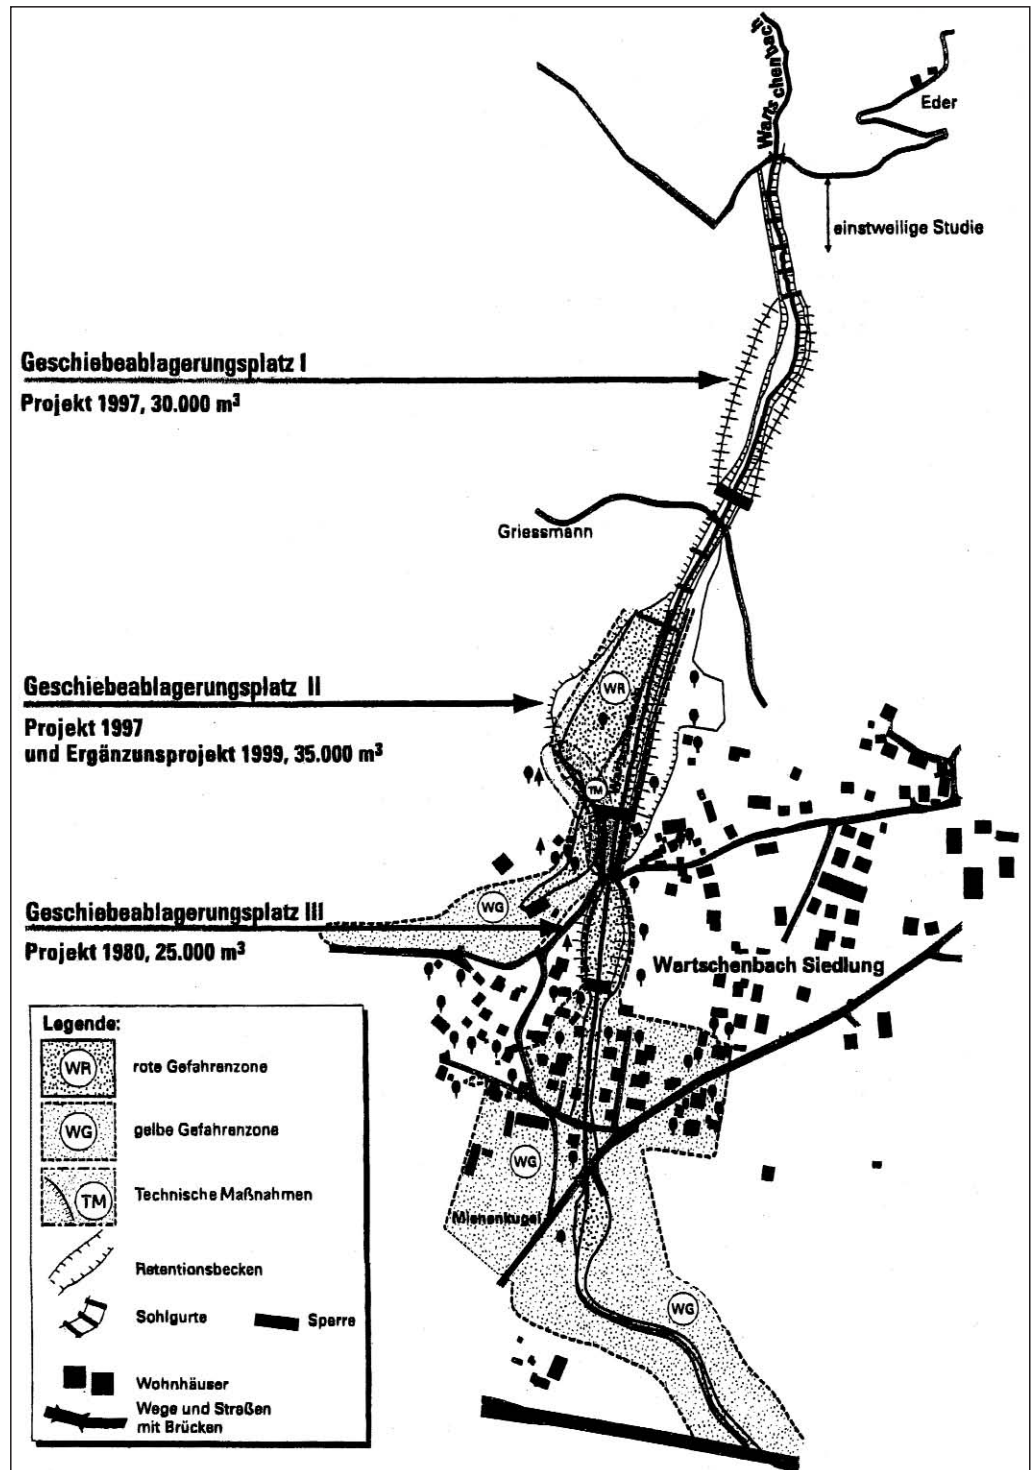 Wartschenbach
Eder
einstweilige Studie
Geschiebeablagerungsplatz I
Projekt 1997, 30.000 m³
Griessmann
WR
Geschiebeablagerungsplatz II
Projekt 1997
und Ergänzunsprojekt 1999, 35.000 m³
TM
WG
Geschiebeablagerungsplatz III
Projekt 1980, 25.000 m³
Wartschenbach Siedlung
WG
Mienenkugel
WG
Legende:
WR rote Gefahrenzone
WG gelbe Gefahrenzone
TM Technische Maßnahmen
Retentionsbecken
Sohlgurte Sperre
Wohnhäuser
Wege und Straßen
mit Brücken